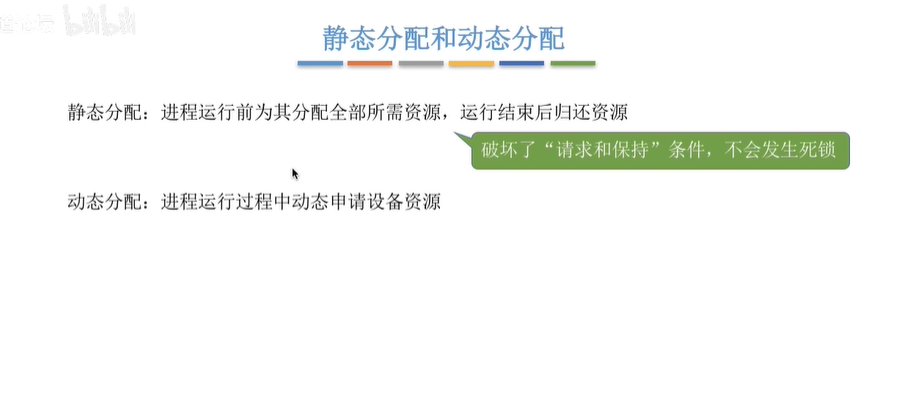 bilibili
静态分配和动态分配
静态分配：进程运行前为其分配全部所需资源，运行结束后归还资源
破坏了“请求和保持”条件，不会发生死锁
动态分配：进程运行过程中动态申请设备资源